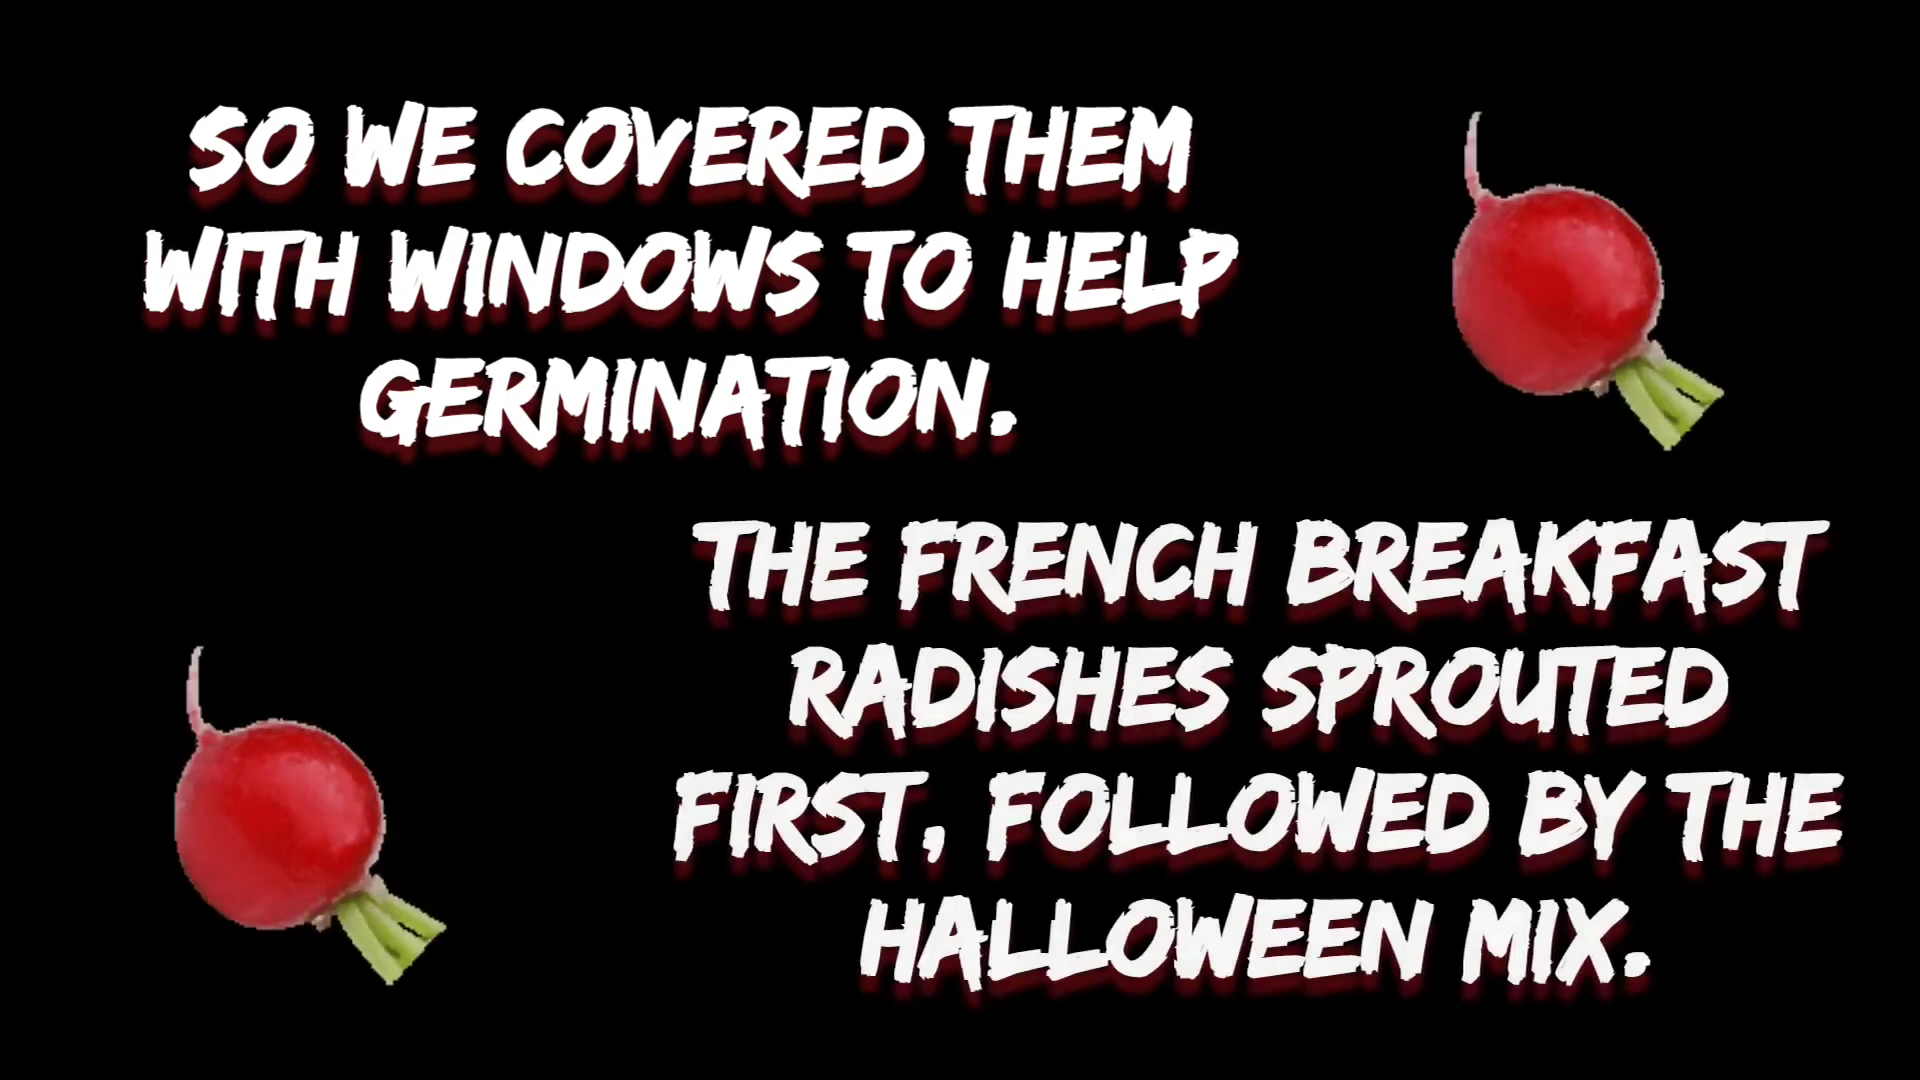 SO WE COVERED THEM
WITH WINDOWS TO HELP
GERMINATION.
THE FRENCH BREAKFAST
RADISHES SPROUTED
FIRST, FOLLOWED BY THE
HALLOWEEN MIX.